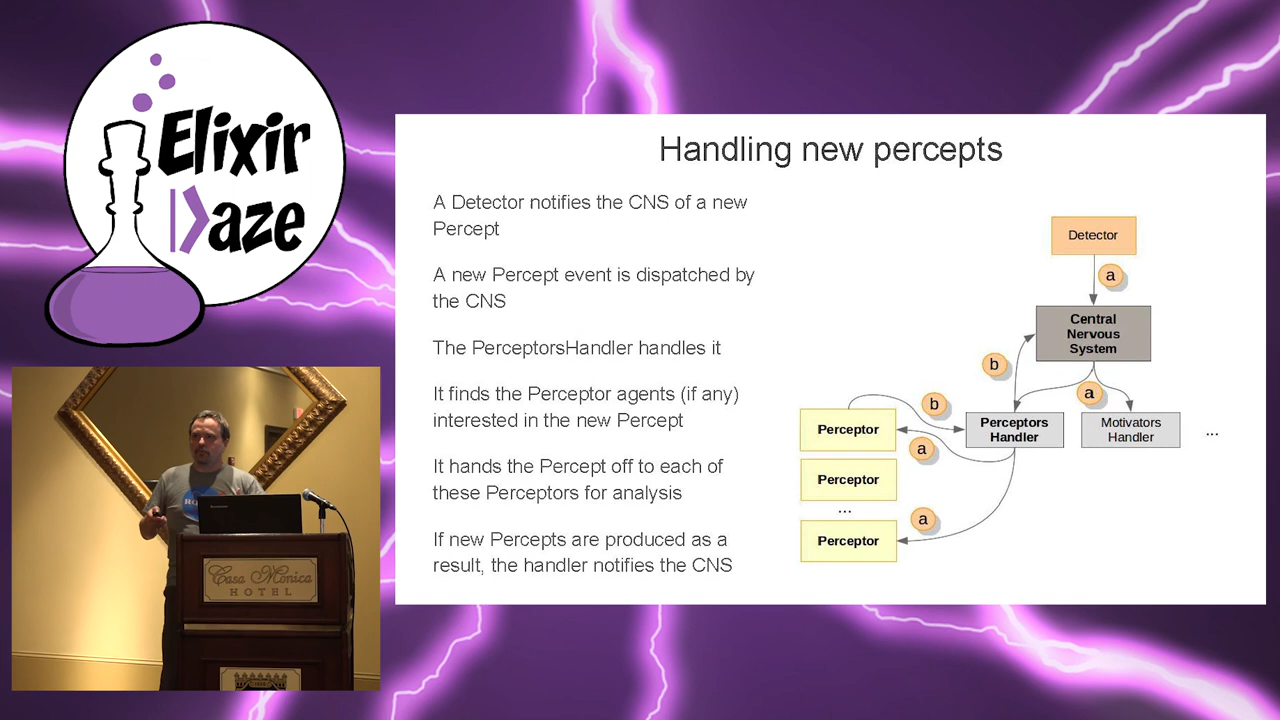 Elixir
|>aze
Handling new percepts
A Detector notifies the CNS of a new
Percept
A new Percept event is dispatched by
the CNS
The PerceptorsHandler handles it
It finds the Perceptor agents (if any)
interested in the new Percept
It hands the Percept off to each of
these Perceptors for analysis
If new Percepts are produced as a
result, the handler notifies the CNS
Detector
a
Central
Nervous
System
b
a
b
Perceptor
Perceptors
Handler
Motivators
Handler
...
a
Perceptor
...
a
Perceptor
Casa Monica
HOTEL